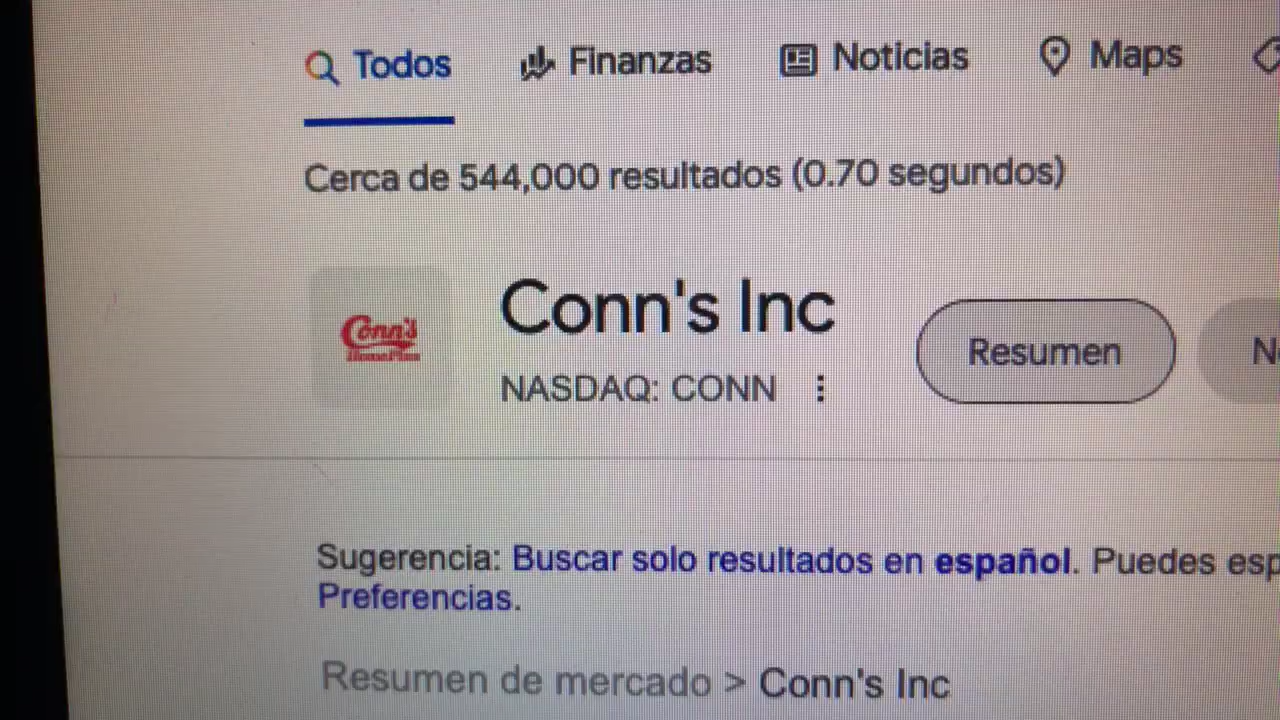 Todos Finanzas Noticias Maps
Cerca de 544,000 resultados (0.70 segundos)
Conn's
HomePlus
Conn's Inc
NASDAQ: CONN
Resumen
Sugerencia: Buscar solo resultados en español. Puedes esp
Preferencias.
Resumen de mercado > Conn's Inc